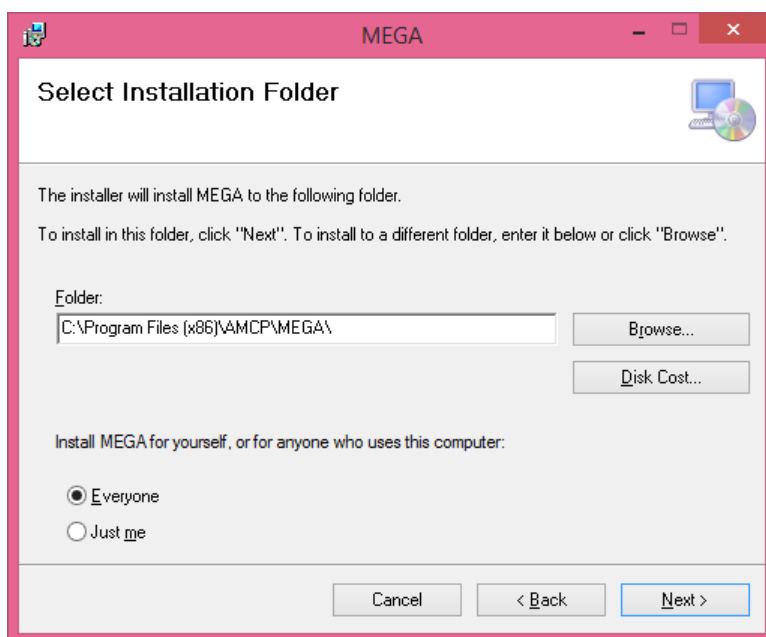 MEGA
Select Installation Folder
The installer will install MEGA to the following folder.
To install in this folder, click "Next". To install to a different folder, enter it below or click "Browse".
Folder:
C:\Program Files (x86)\AMCP\MEGA\
Browse...
Disk Cost...
Install MEGA for yourself, or for anyone who uses this computer:
Everyone
Just me
Cancel
< Back
Next >